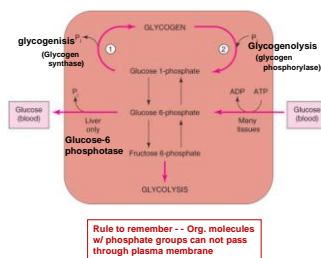 GLYCOGEN
glycogenisis
(Glycogen
synthase)
Pi
1
2
Pi
Glycogenolysis
(glycogen
phosphorylase)
Glucose 1-phosphate
Pi
ADP ATP
Glucose
(blood)
Liver
only
Glucose 6-phosphate
Many
tissues
Glucose
(blood)
Glucose-6
phosphotase
Fructose 6-phosphate
GLYCOLYSIS
Rule to remember - - Org. molecules
w/ phosphate groups can not pass
through plasma membrane